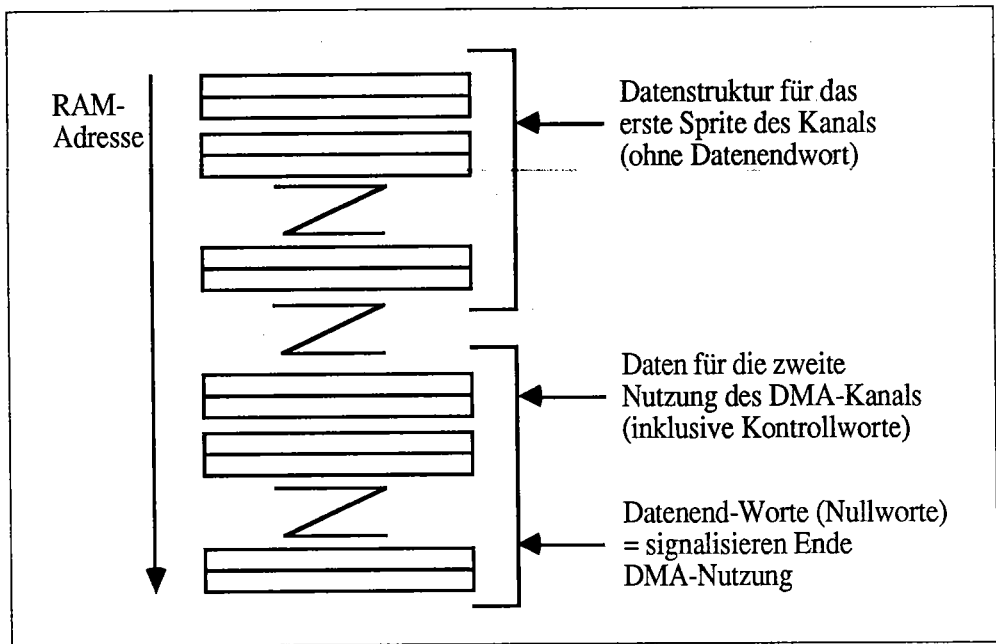 RAM-
Adresse
Datenstruktur für das
erste Sprite des Kanals
(ohne Datenendwort)
Daten für die zweite
Nutzung des DMA-Kanals
(inklusive Kontrollworte)
Datenend-Worte (Nullworte)
= signalisieren Ende
DMA-Nutzung